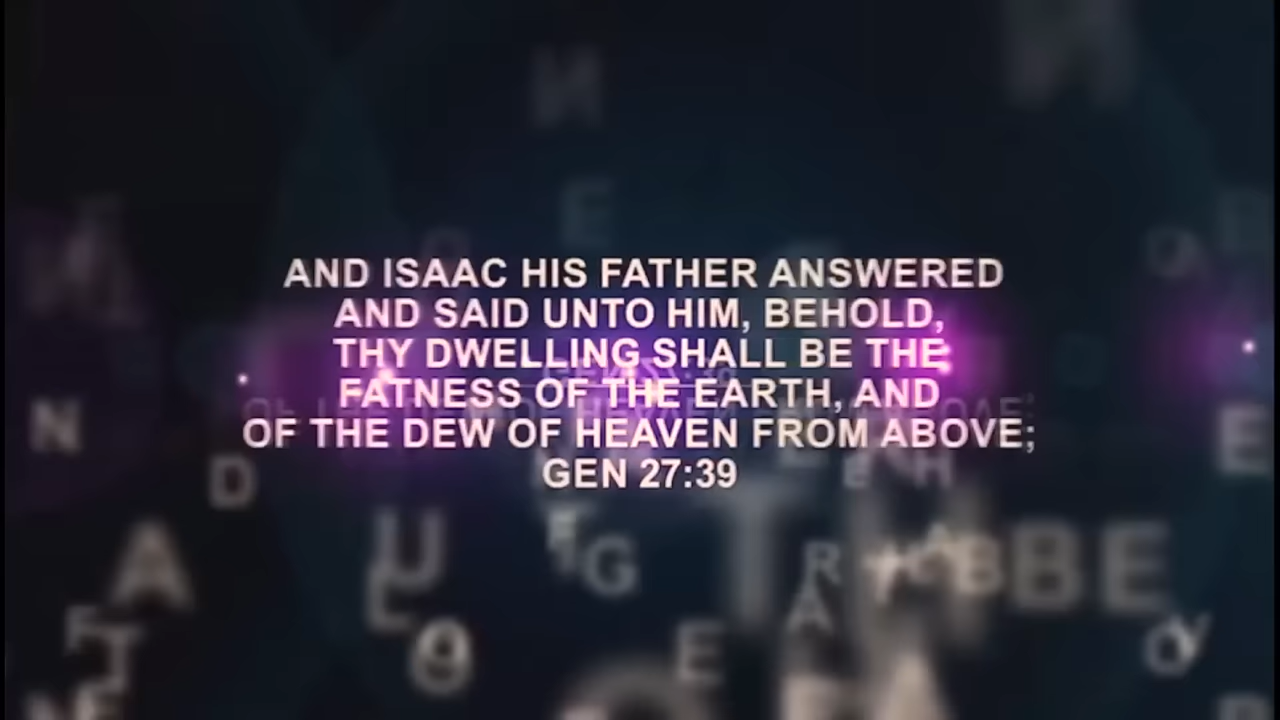 AND ISAAC HIS FATHER ANSWERED
AND SAID UNTO HIM, BEHOLD,
THY DWELLING SHALL BE THE
FATNESS OF THE EARTH, AND
OF THE DEW OF HEAVEN FROM ABOVE;
GEN 27:39